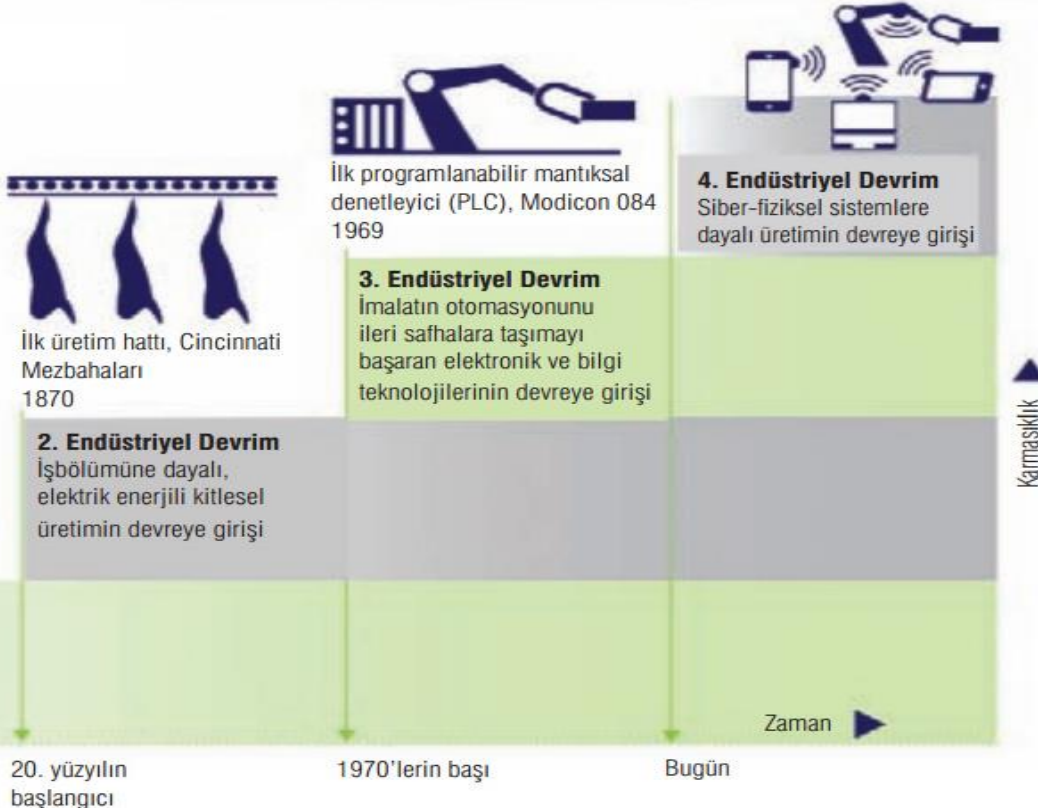 İlk programlanabilir mantıksal
denetleyici (PLC), Modicon 084
1969
4. Endüstriyel Devrim
Siber-fiziksel sistemlere
dayalı üretimin devreye girişi
3. Endüstriyel Devrim
İmalatın otomasyonunu
ileri safhalara taşımayı
başaran elektronik ve bilgi
teknolojilerinin devreye girişi
İlk üretim hattı, Cincinnati
Mezbahaları
1870
2. Endüstriyel Devrim
İşbölümüne dayalı,
elektrik enerjili kitlesel
üretimin devreye girişi
Karmaşıklık
Zaman
20. yüzyılın
başlangıcı
1970'lerin başı
Bugün